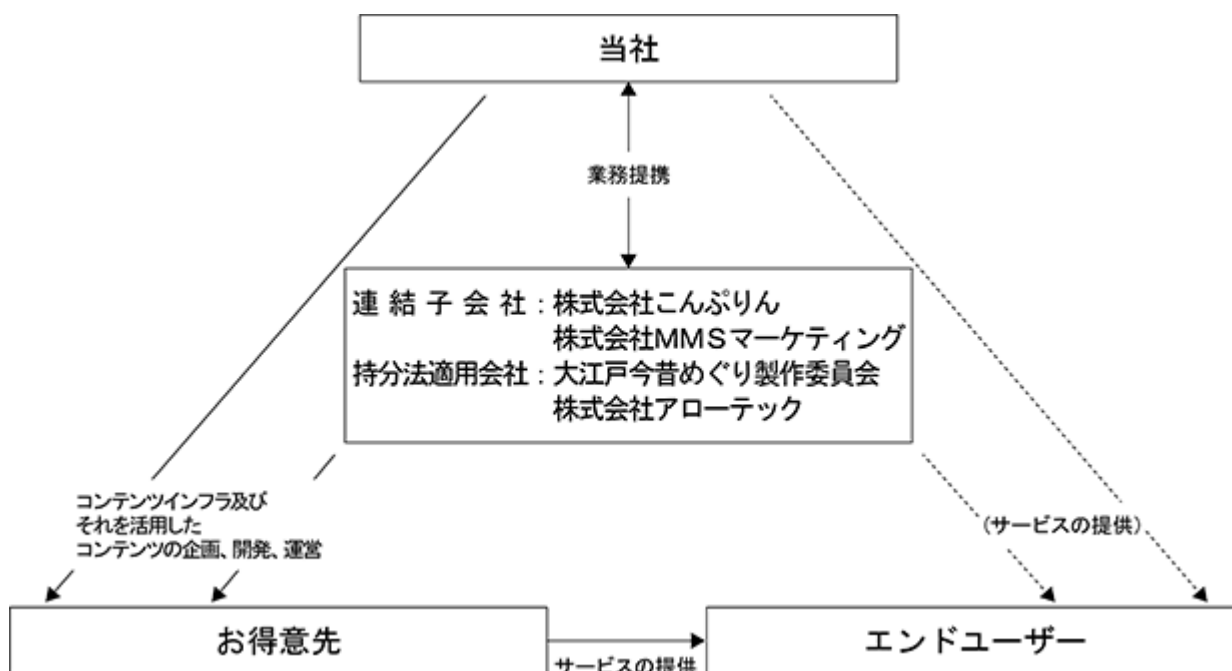 当社
業務提携
連結子会社：株式会社こんぷりん
株式会社MMSマーケティング
持分法適用会社：大江戸今昔めぐり製作委員会
株式会社アローテック
コンテンツインフラ及び
それを活用した
コンテンツの企画、開発、運営
(サービスの提供)
お得意先
サービスの提供
エンドユーザー